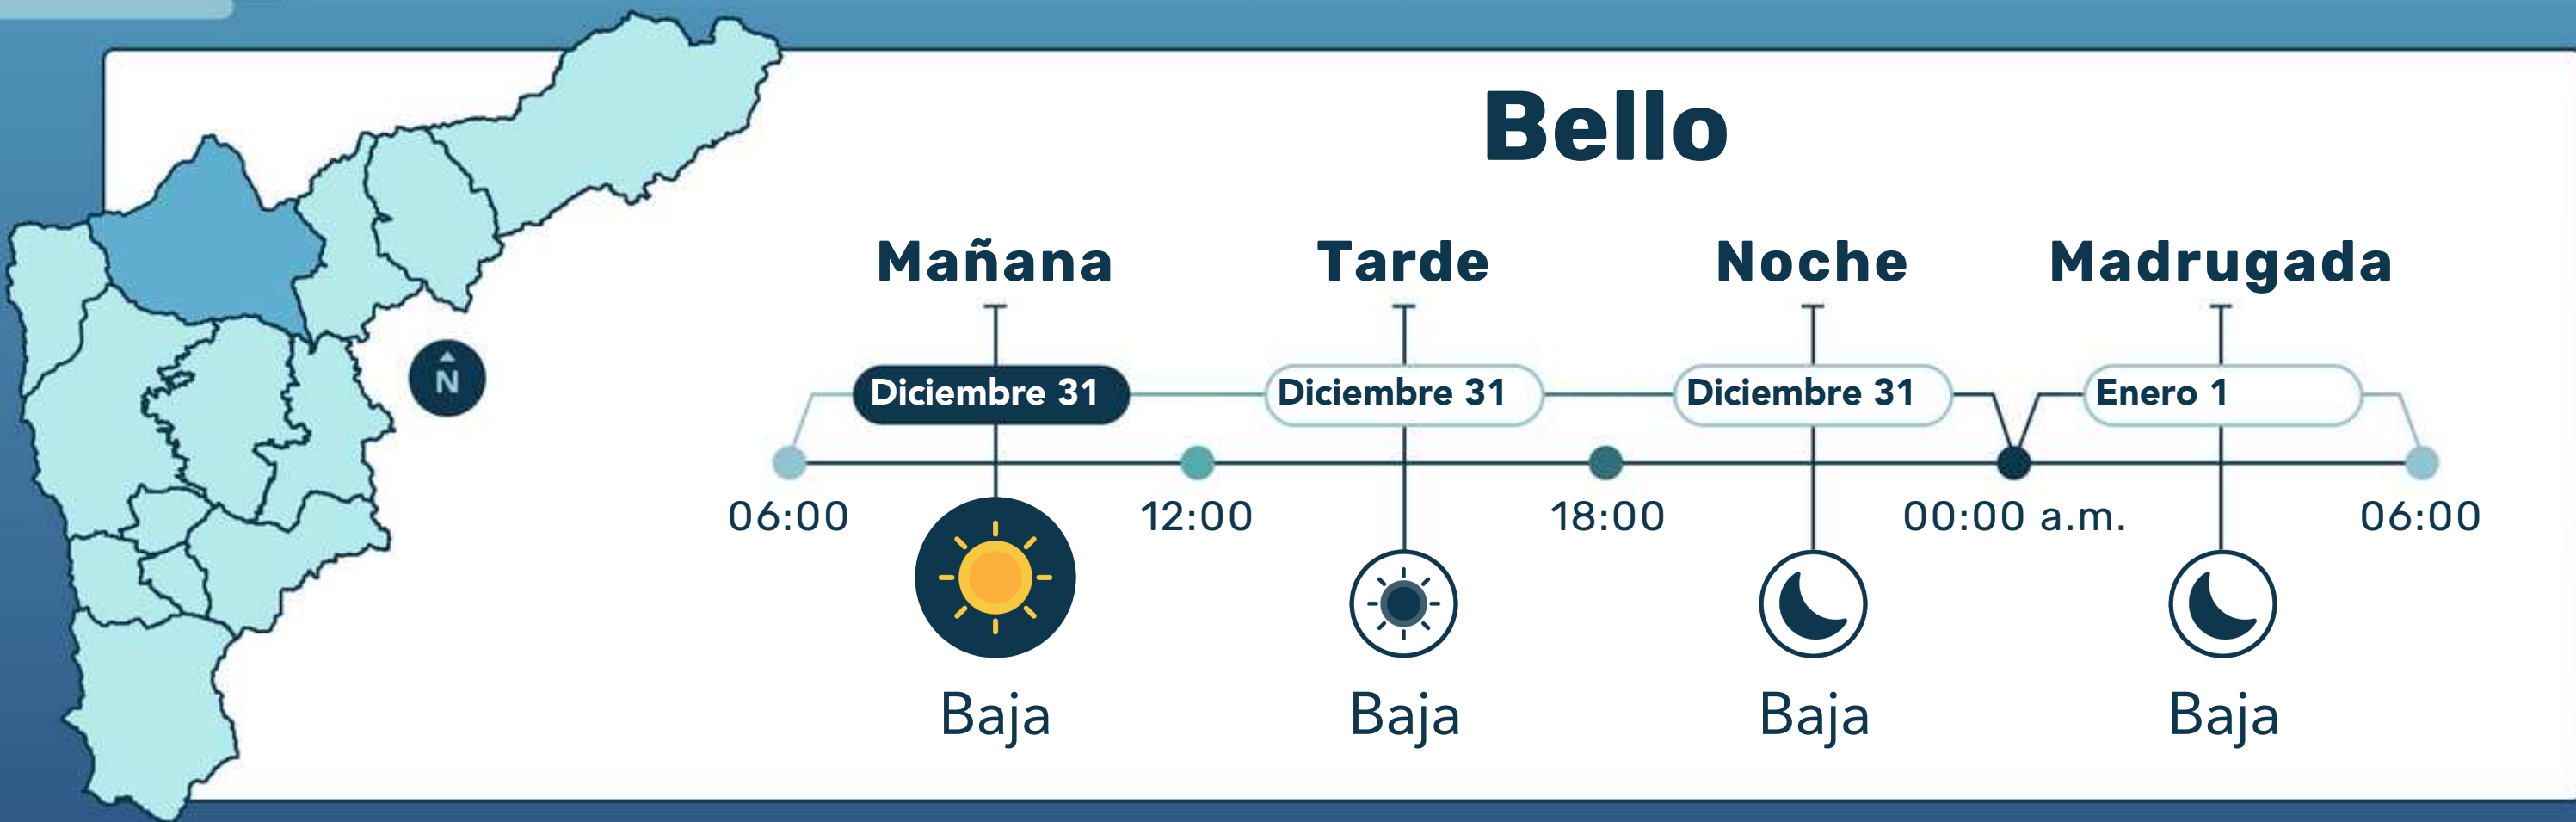 Bello
Mañana Tarde Noche Madrugada
Diciembre 31 Diciembre 31 Diciembre 31 Enero 1
N
06:00 12:00 18:00 00:00 a.m. 06:00
Baja Baja Baja Baja